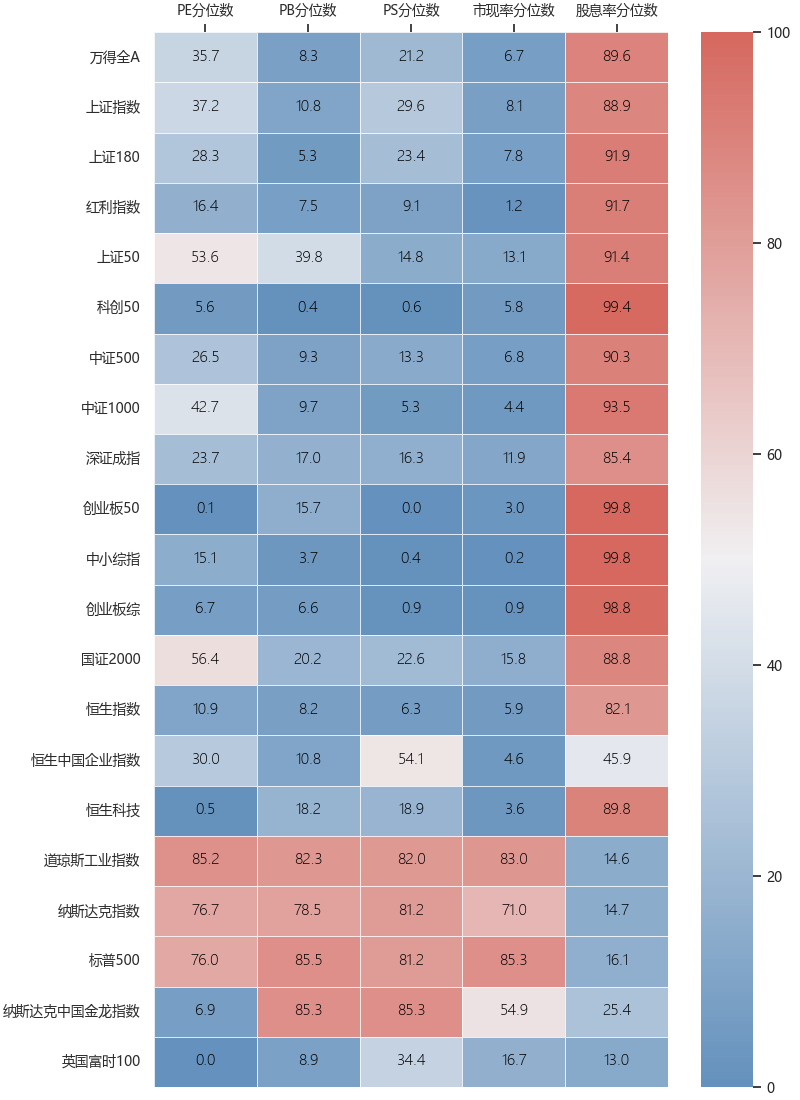 PE分位数 PB分位数 PS分位数 市现率分位数 股息率分位数
万得全A 35.7 8.3 21.2 6.7 89.6 100
上证指数 37.2 10.8 29.6 8.1 88.9
上证180 28.3 5.3 23.4 7.8 91.9
红利指数 16.4 7.5 9.1 1.2 91.7
80
上证50 53.6 39.8 14.8 13.1 91.4
科创50 5.6 0.4 0.6 5.8 99.4
中证500 26.5 9.3 13.3 6.8 90.3
中证1000 42.7 9.7 5.3 4.4 93.5
深证成指 23.7 17.0 16.3 11.9 85.4 60
创业板50 0.1 15.7 0.0 3.0 99.8
中小综指 15.1 3.7 0.4 0.2 99.8
创业板综 6.7 6.6 0.9 0.9 98.8
国证2000 56.4 20.2 22.6 15.8 88.8 40
恒生指数 10.9 8.2 6.3 5.9 82.1
恒生中国企业指数 30.0 10.8 54.1 4.6 45.9
恒生科技 0.5 18.2 18.9 3.6 89.8
道琼斯工业指数 85.2 82.3 82.0 83.0 14.6
20
纳斯达克指数 76.7 78.5 81.2 71.0 14.7
标普500 76.0 85.5 81.2 85.3 16.1
纳斯达克中国金龙指数 6.9 85.3 85.3 54.9 25.4
英国富时100 0.0 8.9 34.4 16.7 13.0
0